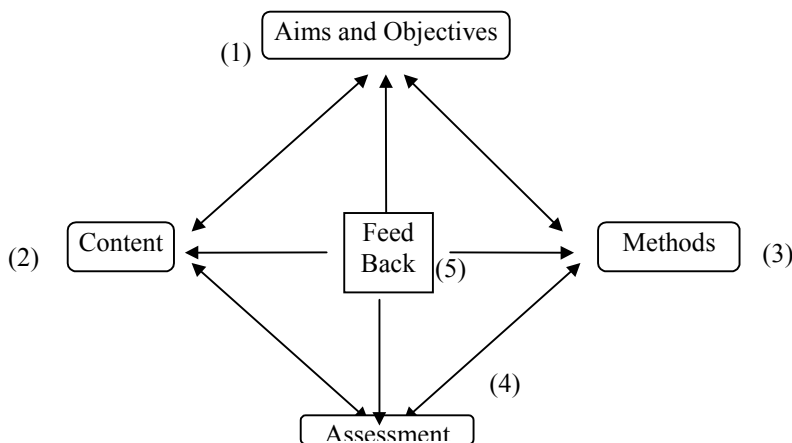 Aims and Objectives
(1)
Content
(2)
Feed
Back
(5)
Methods
(3)
(4)
Assessment